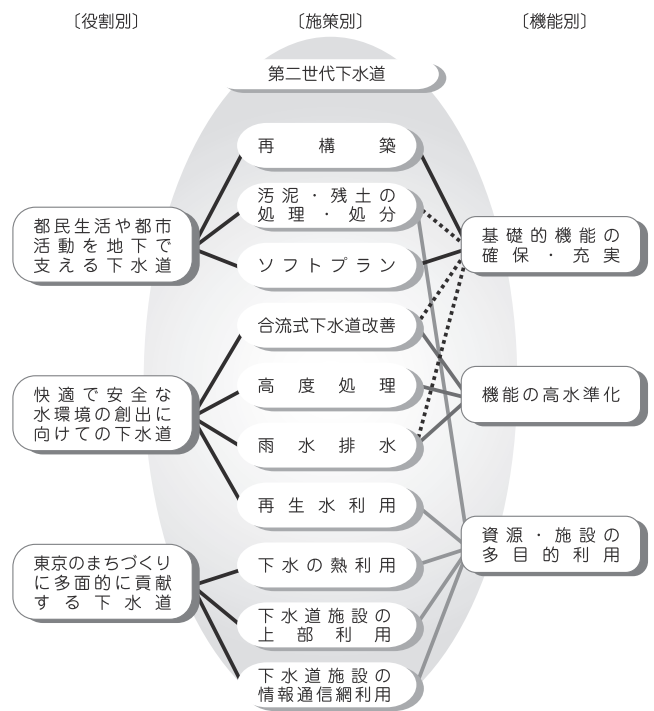 〔役割別〕
〔施策別〕
〔機能別〕
第二世代下水道
再構築
汚泥・残土の
処理・処分
ソフトプラン
合流式下水道改善
高度処理
雨水排水
再生水利用
下水の熱利用
下水道施設の
上部利用
下水道施設の
情報通信網利用
都民生活や都市
活動を地下で
支える下水道
快適で安全な
水環境の創出に
向けての下水道
東京のまちづくり
に多面的に貢献
する下水道
基礎的機能の
確保・充実
機能の高水準化
資源・施設の
多目的利用